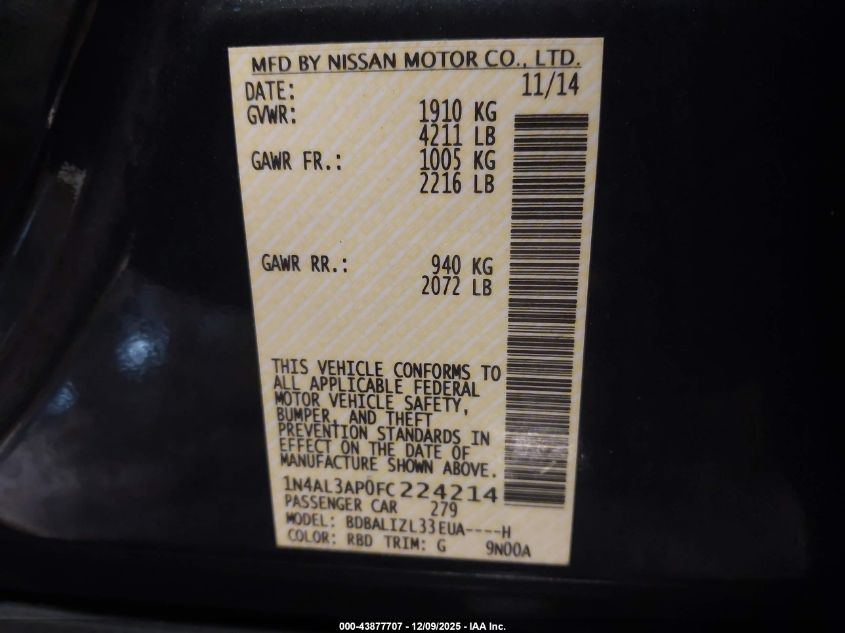 MFD BY NISSAN MOTOR CO., LTD.
DATE: 11/14
GVWR: 1910 KG
4211 LB
GAWR FR.: 1005 KG
2216 LB
GAWR RR.: 940 KG
2072 LB
THIS VEHICLE CONFORMS TO
ALL APPLICABLE FEDERAL
MOTOR VEHICLE SAFETY,
BUMPER, AND THEFT
PREVENTION STANDARDS IN
EFFECT ON THE DATE OF
MANUFACTURE SHOWN ABOVE.
1N4AL3AP0FC224214
PASSENGER CAR 279
MODEL: BDBALIZL33EUA----H
COLOR: RBD TRIM: G 9N00A
000-43877707 - 12/09/2025 - IAA Inc.